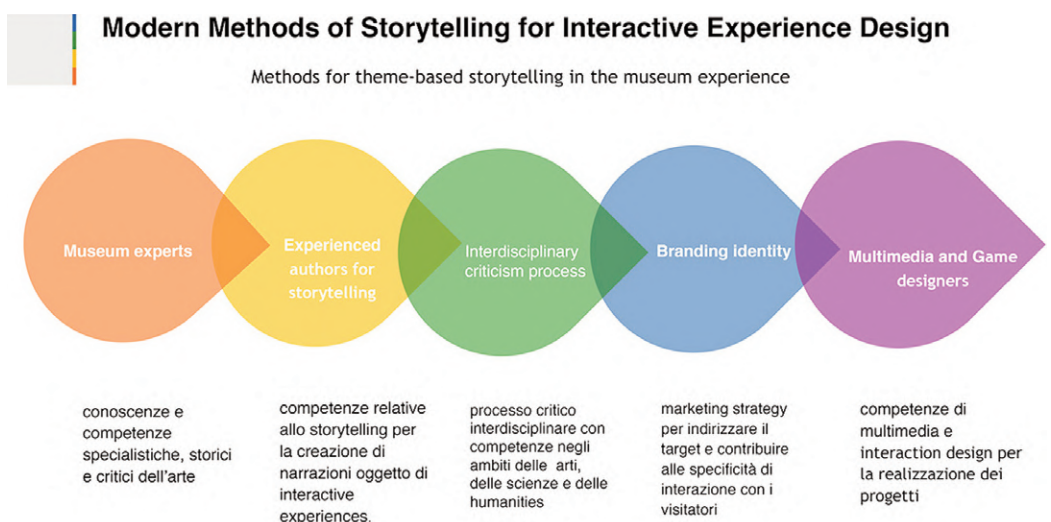 Modern Methods of Storytelling for Interactive Experience Design
Methods for theme-based storytelling in the museum experience
Museum experts
Experienced
authors for
storytelling
Interdisciplinary
criticism process
Branding identity
Multimedia and Game
designers
conoscenze e
competenze
specialistiche, storici
e critici dell'arte
competenze relative
allo storytelling per
la creazione di
narrazioni oggetto di
interactive
experiences.
processo critico
interdisciplinare con
competenze negli
ambiti delle arti,
delle scienze e delle
humanities
marketing strategy
per indirizzare il
target e contribuire
alle specificità di
interazione con i
visitatori
competenze di
multimedia e
interaction design per
la realizzazione dei
progetti